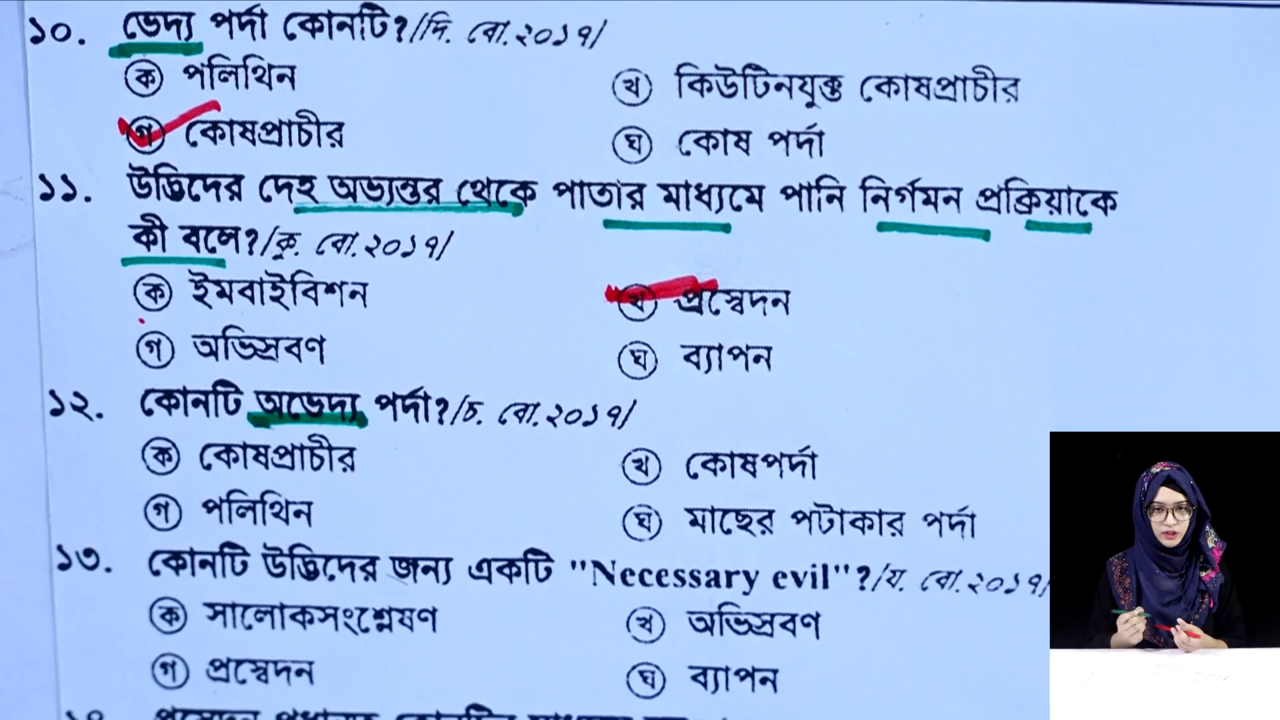 ১০. ভেদ্য পর্দা কোনটি? /দি. বো. ২০১৭/
ক পলিথিন খ কিউটিনযুক্ত কোষপ্রাচীর
গ কোষপ্রাচীর ঘ কোষ পর্দা
১১. উদ্ভিদের দেহ অভ্যন্তর থেকে পাতার মাধ্যমে পানি নির্গমন প্রক্রিয়াকে
কী বলে? /কু. বো. ২০১৭/
ক ইমবাইবিশন খ প্রস্বেদন
গ অভিস্রবণ ঘ ব্যাপন
১২. কোনটি অভেদ্য পর্দা? /চ. বো. ২০১৭/
ক কোষপ্রাচীর খ কোষপর্দা
গ পলিথিন ঘ মাছের পটাকার পর্দা
১৩. কোনটি উদ্ভিদের জন্য একটি "Necessary evil"? /য. বো. ২০১৭/
ক সালোকসংশ্লেষণ খ অভিস্রবণ
গ প্রস্বেদন ঘ ব্যাপন